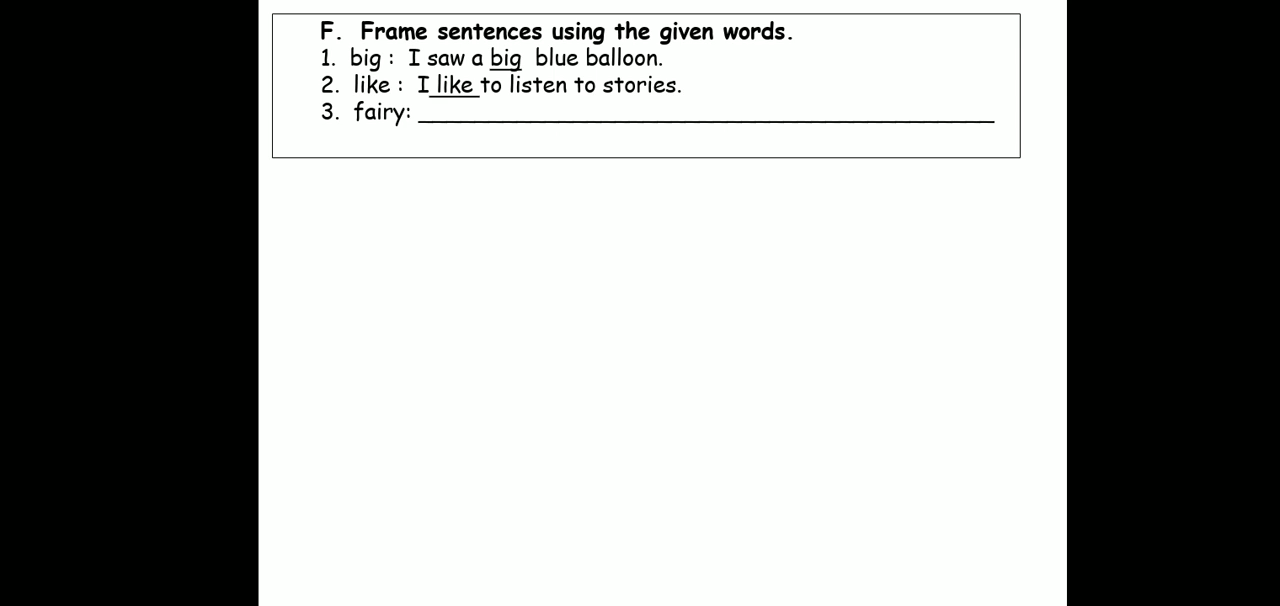 F. Frame sentences using the given words.
1. big : I saw a big blue balloon.
2. like : I like to listen to stories.
3. fairy: ________________________________________________